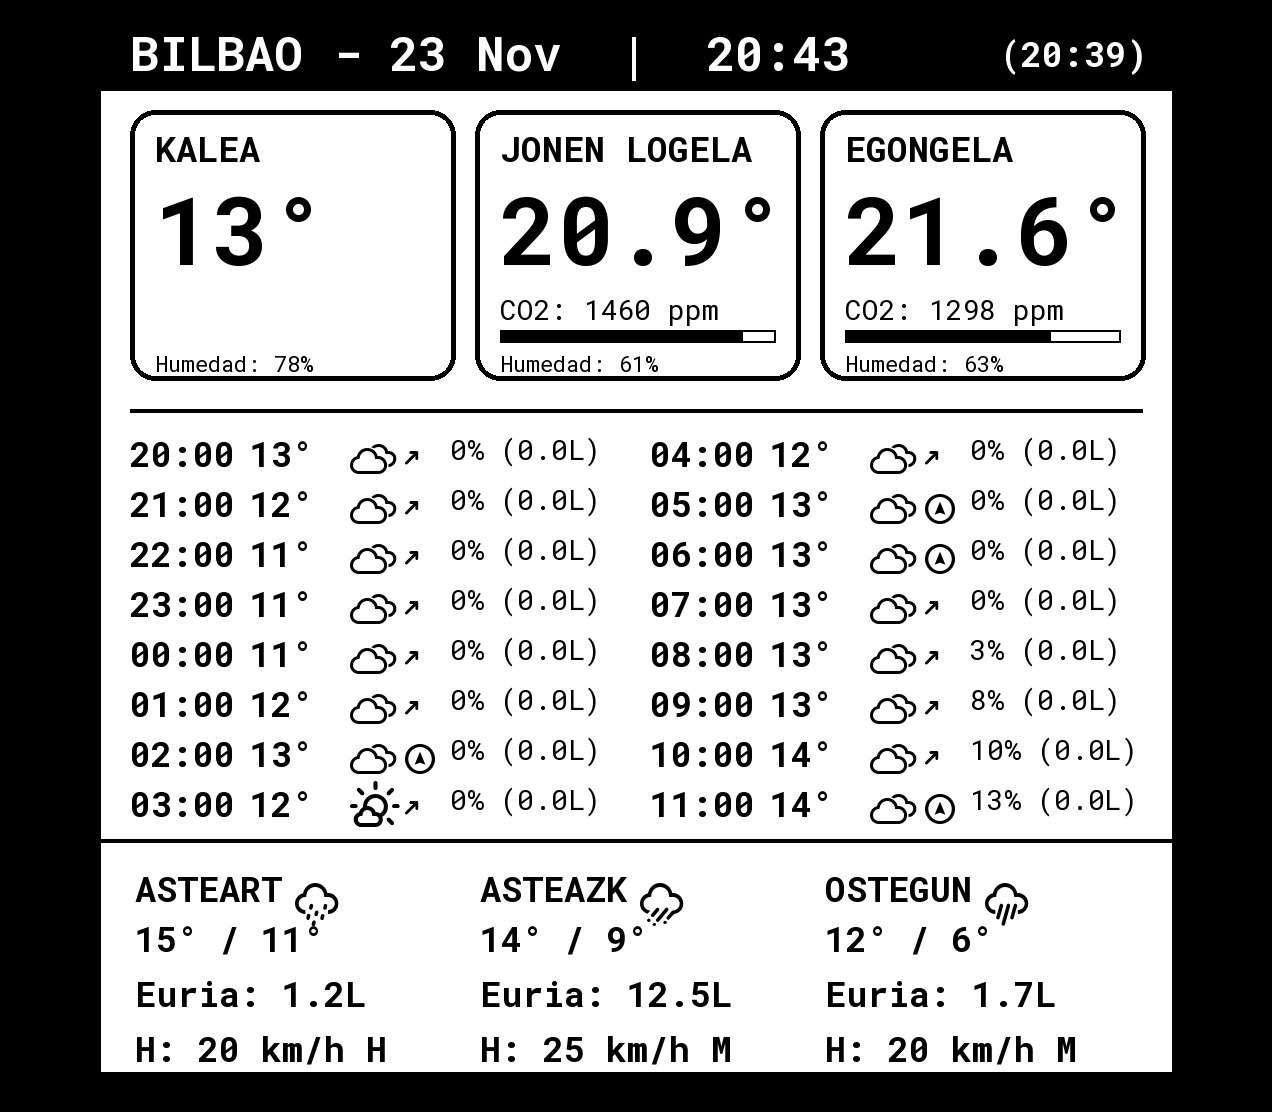 BILBAO - 23 Nov | 20:43 (20:39)
KALEA
13°
Humedad: 78%
JONEN LOGELA
20.9°
CO2: 1460 ppm
Humedad: 61%
EGONGELA
21.6°
CO2: 1298 ppm
Humedad: 63%
20:00 13° 0% (0.0L)
21:00 12° 0% (0.0L)
22:00 11° 0% (0.0L)
23:00 11° 0% (0.0L)
00:00 11° 0% (0.0L)
01:00 12° 0% (0.0L)
02:00 13° 0% (0.0L)
03:00 12° 0% (0.0L)
04:00 12° 0% (0.0L)
05:00 13° 0% (0.0L)
06:00 13° 0% (0.0L)
07:00 13° 0% (0.0L)
08:00 13° 3% (0.0L)
09:00 13° 8% (0.0L)
10:00 14° 10% (0.0L)
11:00 14° 13% (0.0L)
ASTEART
15° / 11°
Euria: 1.2L
H: 20 km/h H
ASTEAZK
14° / 9°
Euria: 12.5L
H: 25 km/h M
OSTEGUN
12° / 6°
Euria: 1.7L
H: 20 km/h M